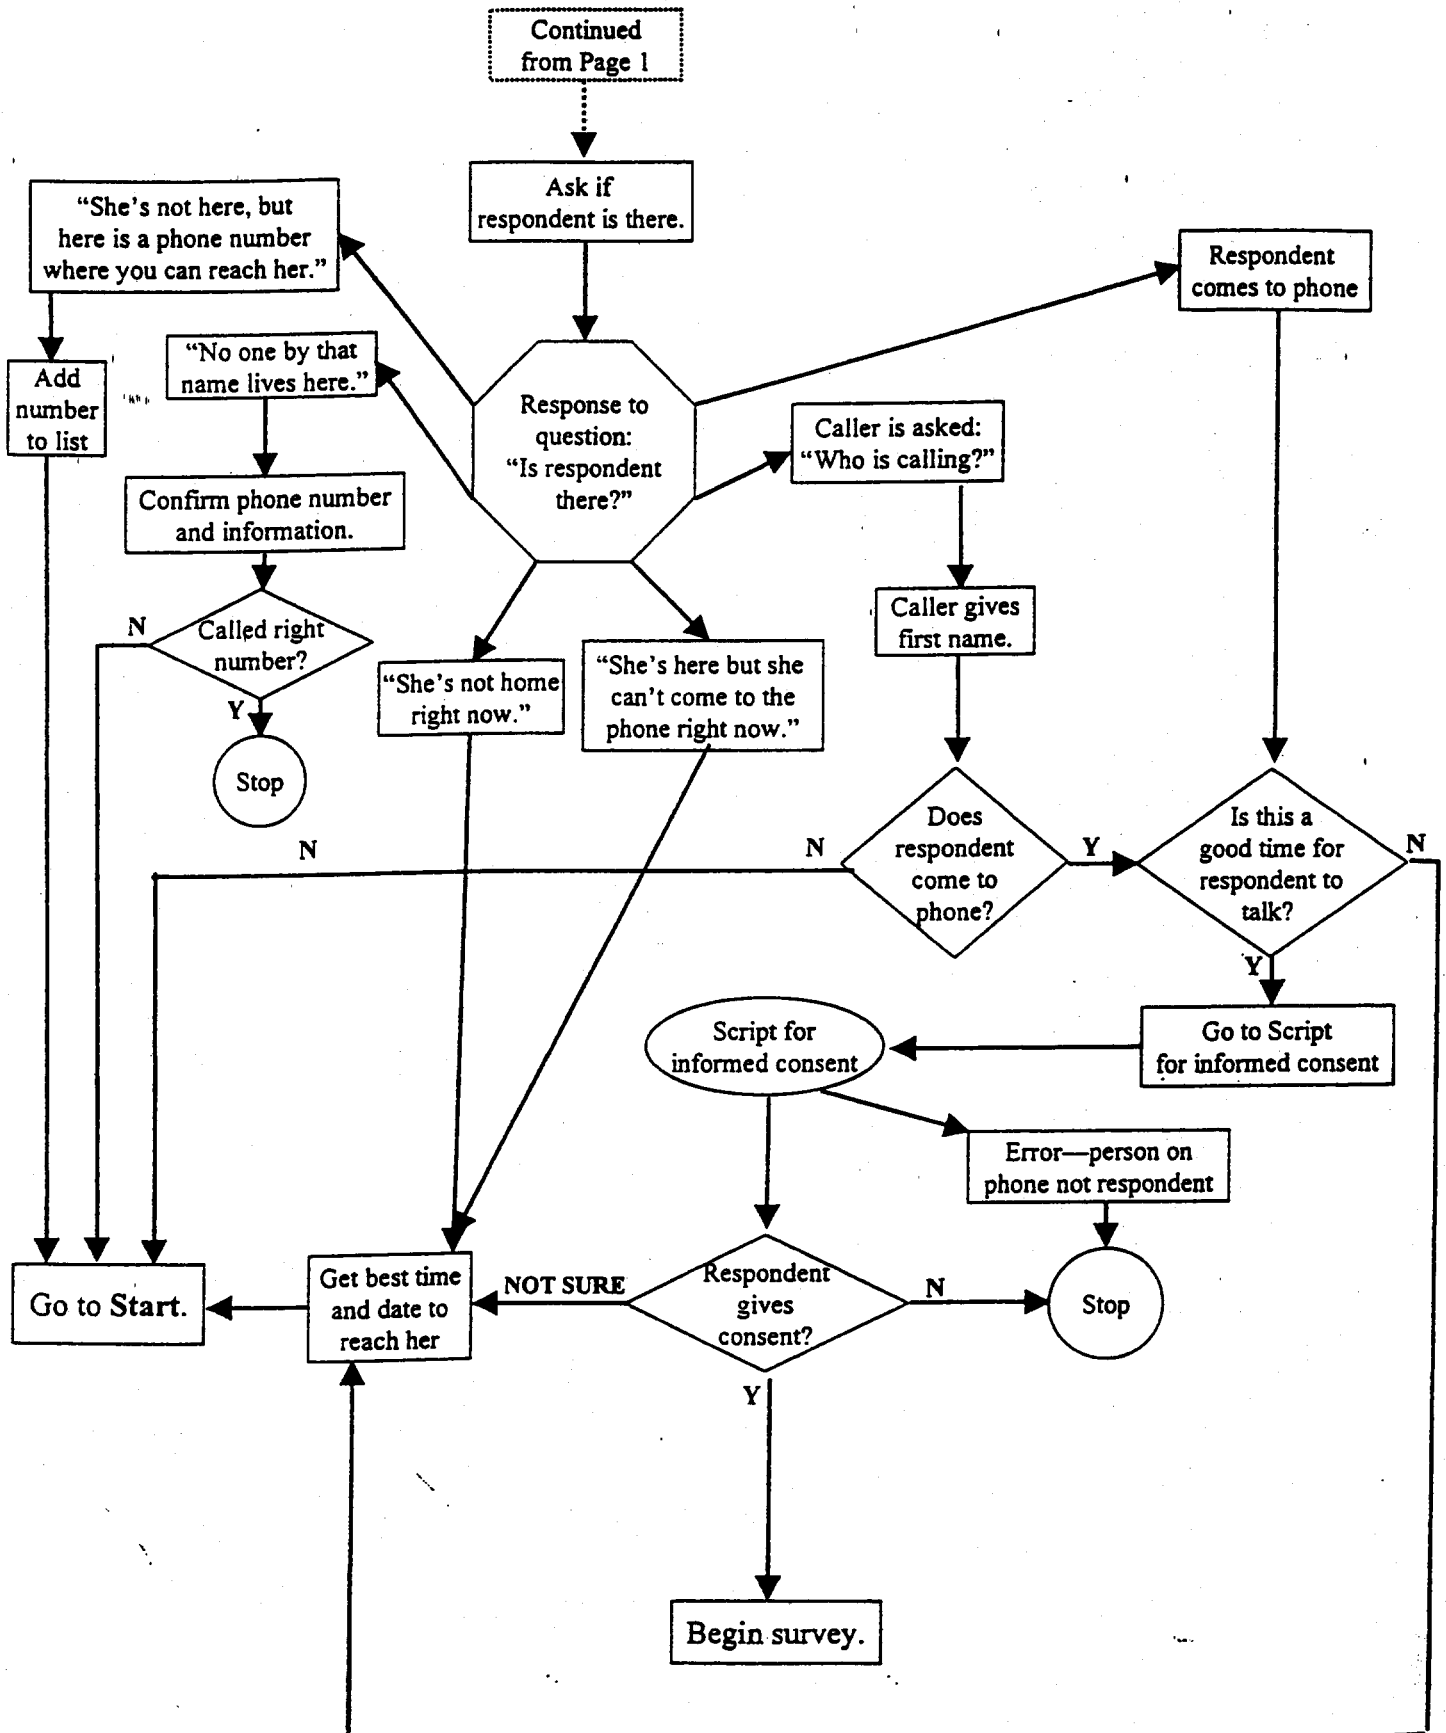 Continued
from Page 1
Ask if
respondent is there.
“She’s not here, but
here is a phone number
where you can reach her.”
Respondent
comes to phone
“No one by that
name lives here.”
Add
number
to list
Response to
question:
“Is respondent
there?”
Caller is asked:
“Who is calling?”
Confirm phone number
and information.
Caller gives
first name.
N
Called right
number?
Y
“She’s not home
right now.”
“She’s here but she
can’t come to the
phone right now.”
Stop
N
N
Does
respondent
come to
phone?
Y
Is this a
good time for
respondent to
talk?
N
Y
Script for
informed consent
Go to Script
for informed consent
Error—person on
phone not respondent
Go to Start.
Get best time
and date to
reach her
NOT SURE
Respondent
gives
consent?
N
Stop
Y
Begin survey.